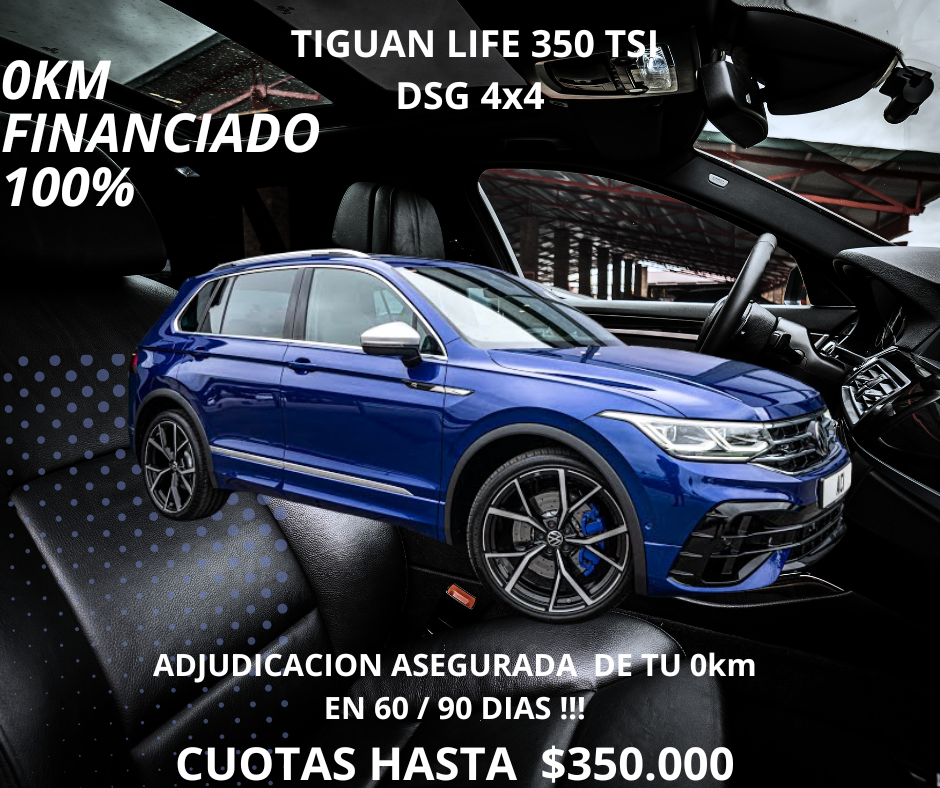 TIGUAN LIFE 350 TSI
DSG 4x4
0KM
FINANCIADO
100%
ADJUDICACION ASEGURADA DE TU 0km
EN 60 / 90 DIAS !!!
CUOTAS HASTA $350.000